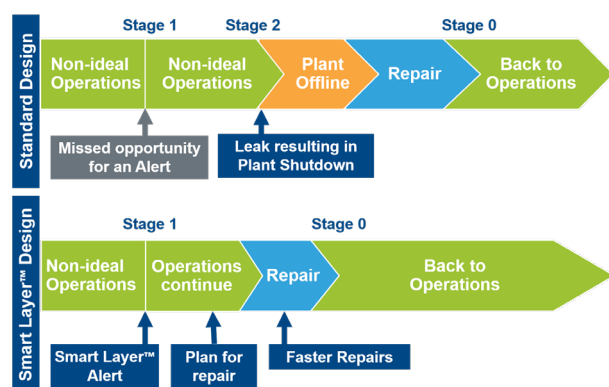 Standard Design
Stage 1
Stage 2
Stage 0
Non-ideal
Operations
Non-ideal
Operations
Plant
Offline
Repair
Back to
Operations
Missed opportunity
for an Alert
Leak resulting in
Plant Shutdown
Smart Layer™ Design
Stage 1
Stage 0
Non-ideal
Operations
Operations
continue
Repair
Back to
Operations
Smart Layer™
Alert
Plan for
repair
Faster Repairs